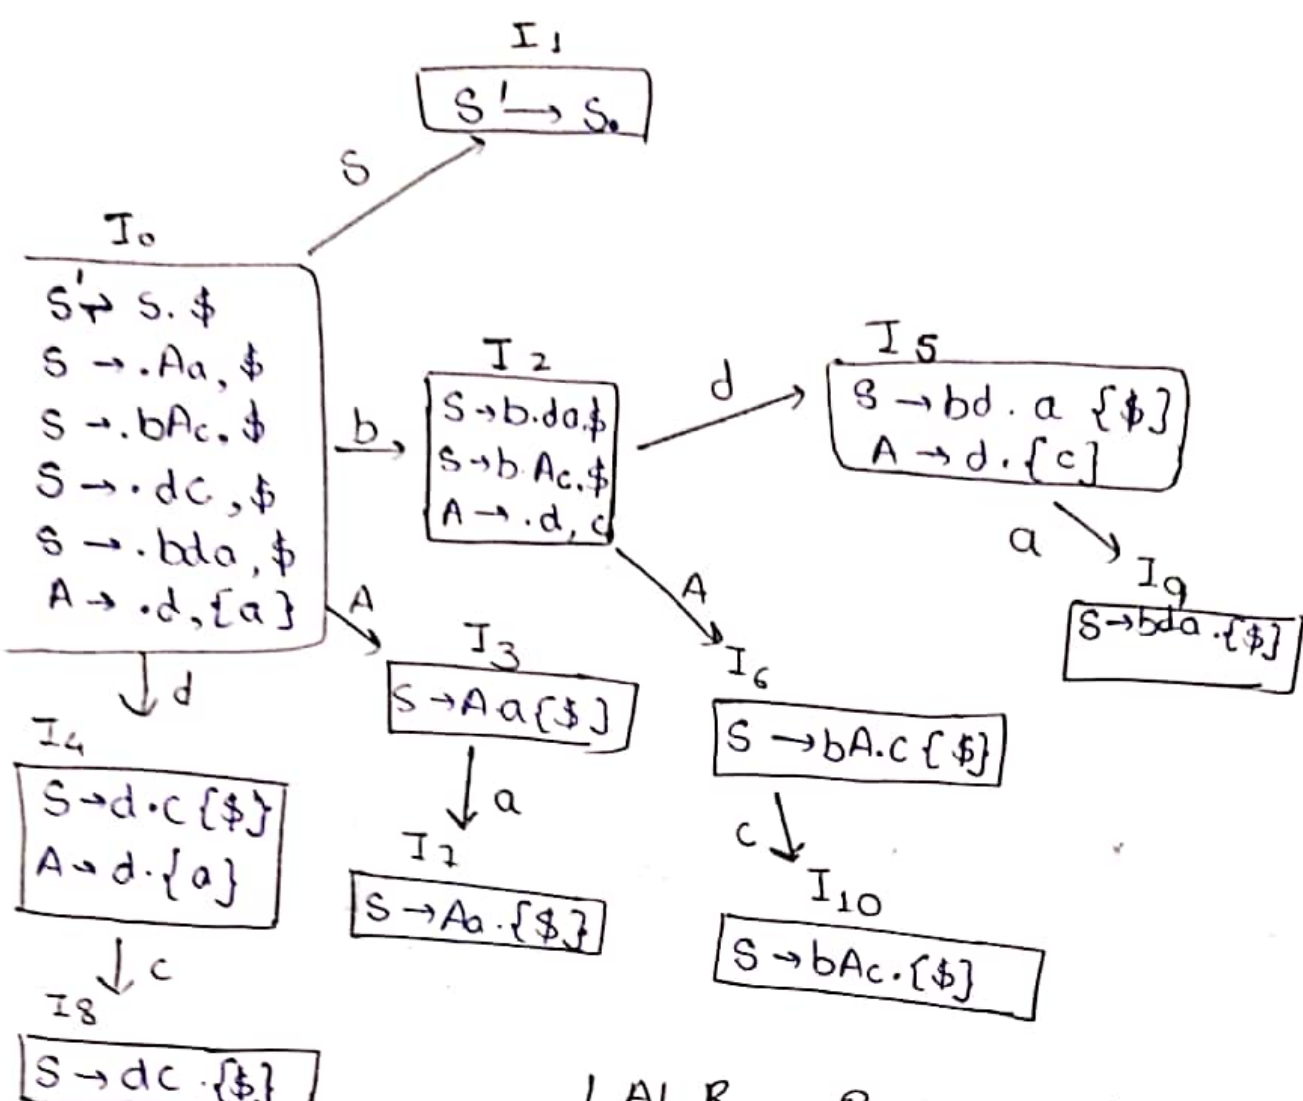 I1
S' → S.
S
I0
S' → S. $
S → .Aa, $
S → .bAc. $
S → .dc, $
S → .bda, $
A → .d, {a}
b
I2
S → b.da.$
S → b.Ac.$
A → .d, c
d
I5
S → bd.a {$}
A → d. {c}
a
I9
S → bda .{$}
A
I3
S → A.a {$}
a
I7
S → Aa .{$}
A
I6
S → bA.c {$}
c
I10
S → bAc. {$}
d
I4
S → d.c {$}
A → d. {a}
c
I8
S → dc .{$}
LALR